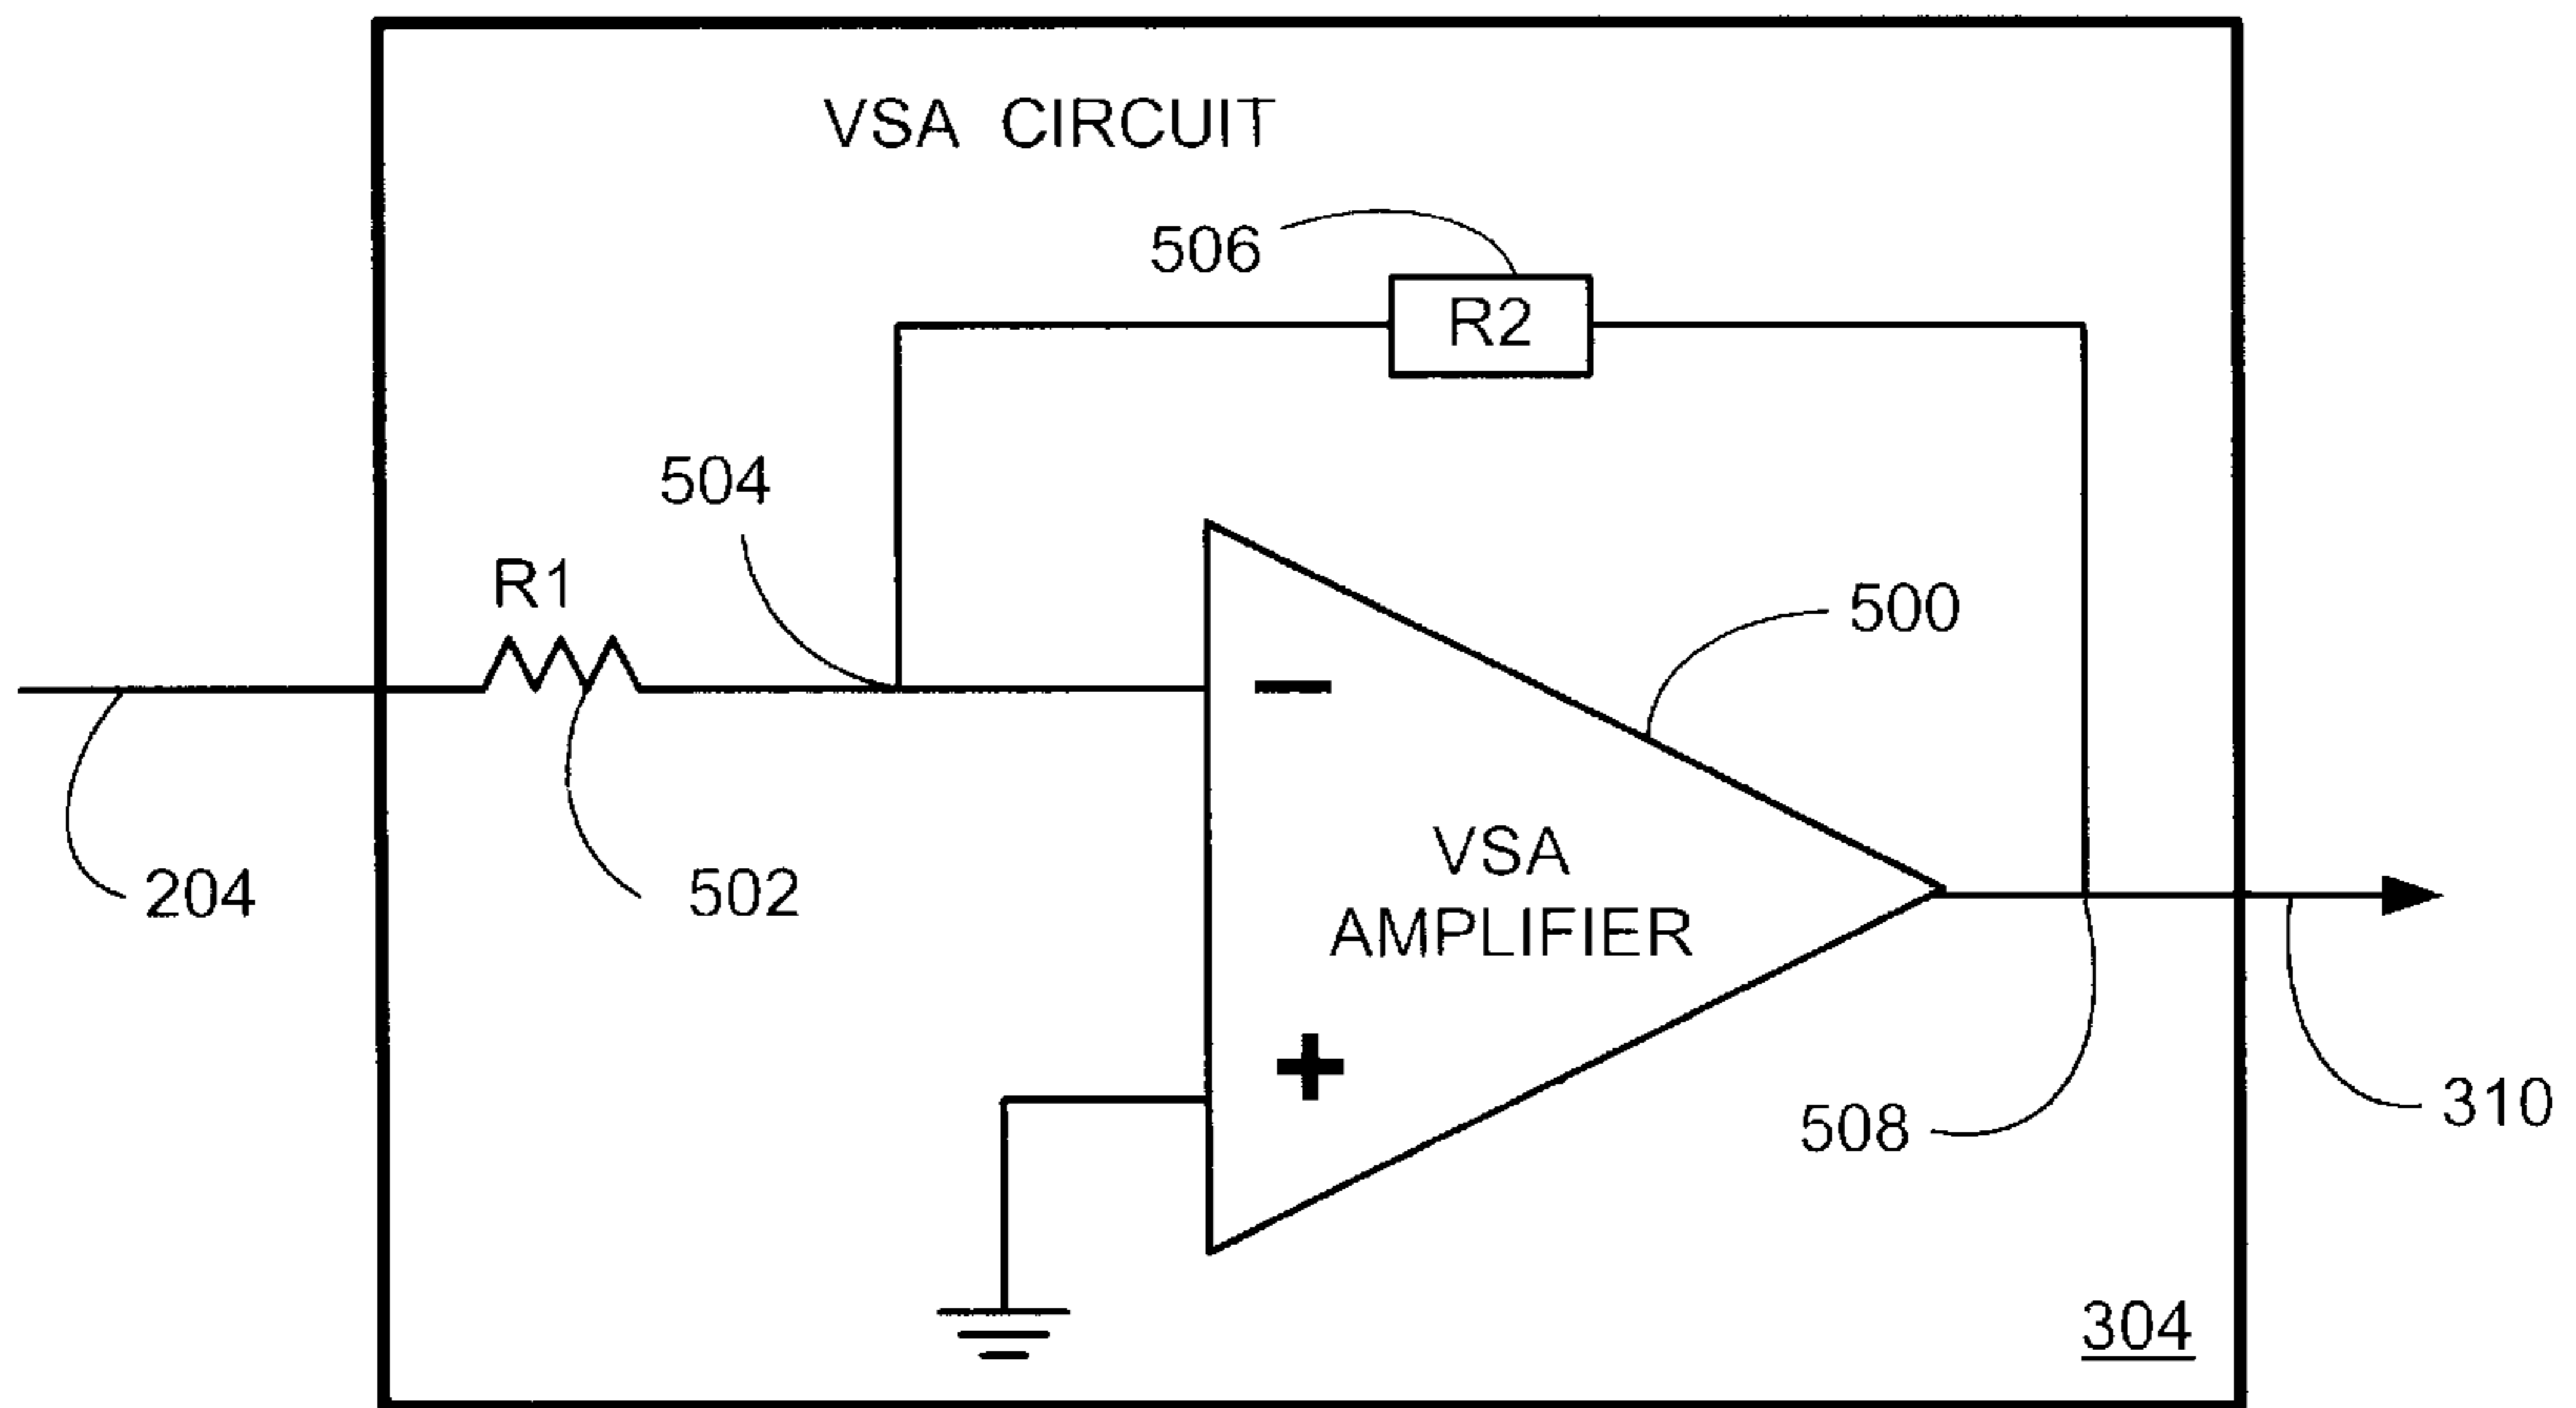 VSA CIRCUIT
506
R2
504
R1
500
204
502
VSA
AMPLIFIER
−
+
508
310
304